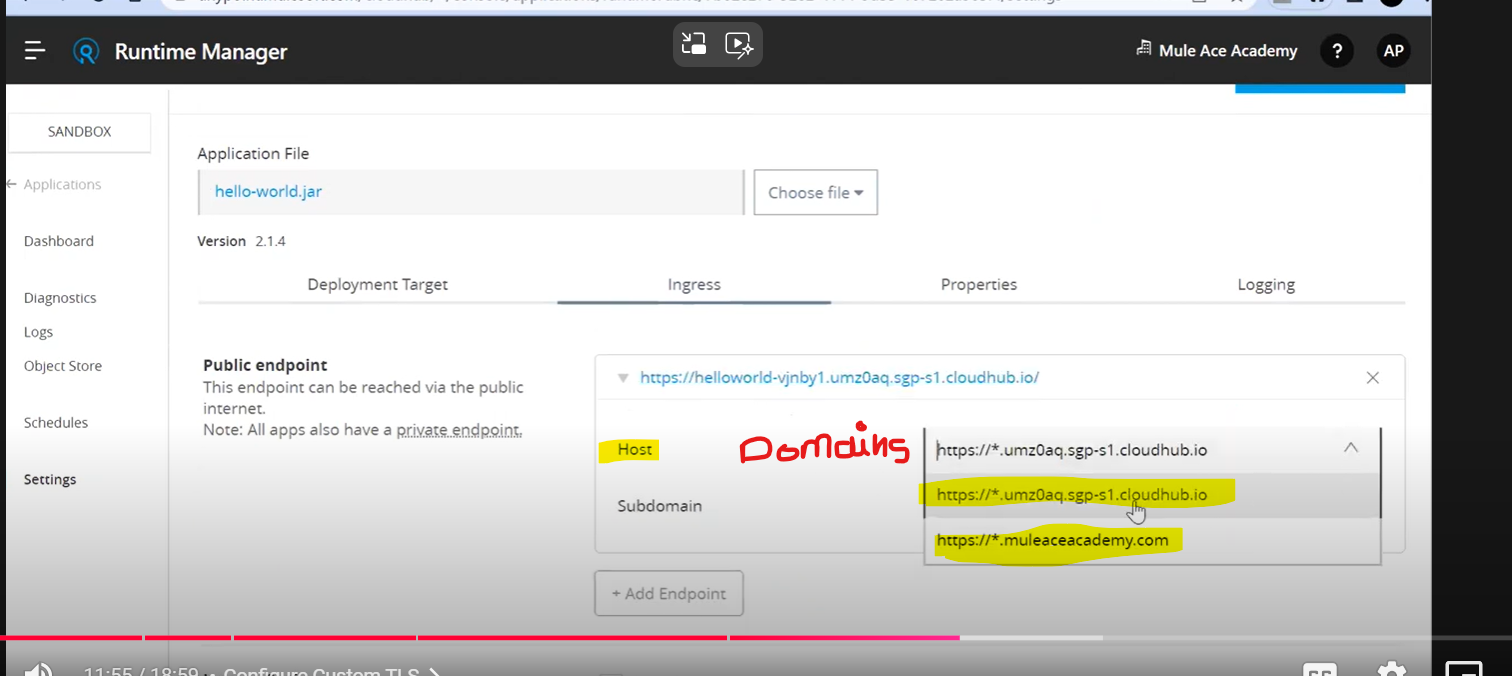 Runtime Manager
Mule Ace Academy
?
AP
SANDBOX
Applications
Dashboard
Diagnostics
Logs
Object Store
Schedules
Settings
Application File
hello-world.jar
Choose file
Version 2.1.4
Deployment Target
Ingress
Properties
Logging
Public endpoint
This endpoint can be reached via the public
internet.
Note: All apps also have a private endpoint.
https://helloworld-vjnby1.umz0aq.sgp-s1.cloudhub.io/
Host
Domains
https://*.umz0aq.sgp-s1.cloudhub.io
https://*.umz0aq.sgp-s1.cloudhub.io
https://*.muleaceacademy.com
Subdomain
+ Add Endpoint
11:55 / 18:59 • Configure Custom TLS